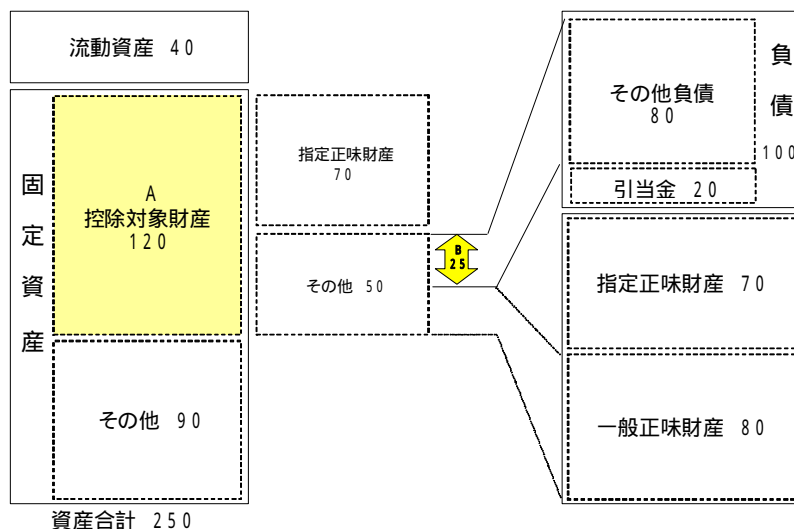 流動資産 40
固定資産
A
控除対象財産
120
その他 90
資産合計 250
指定正味財産
70
その他 50
B
25
負債
100
その他負債
80
引当金 20
指定正味財産 70
一般正味財産 80